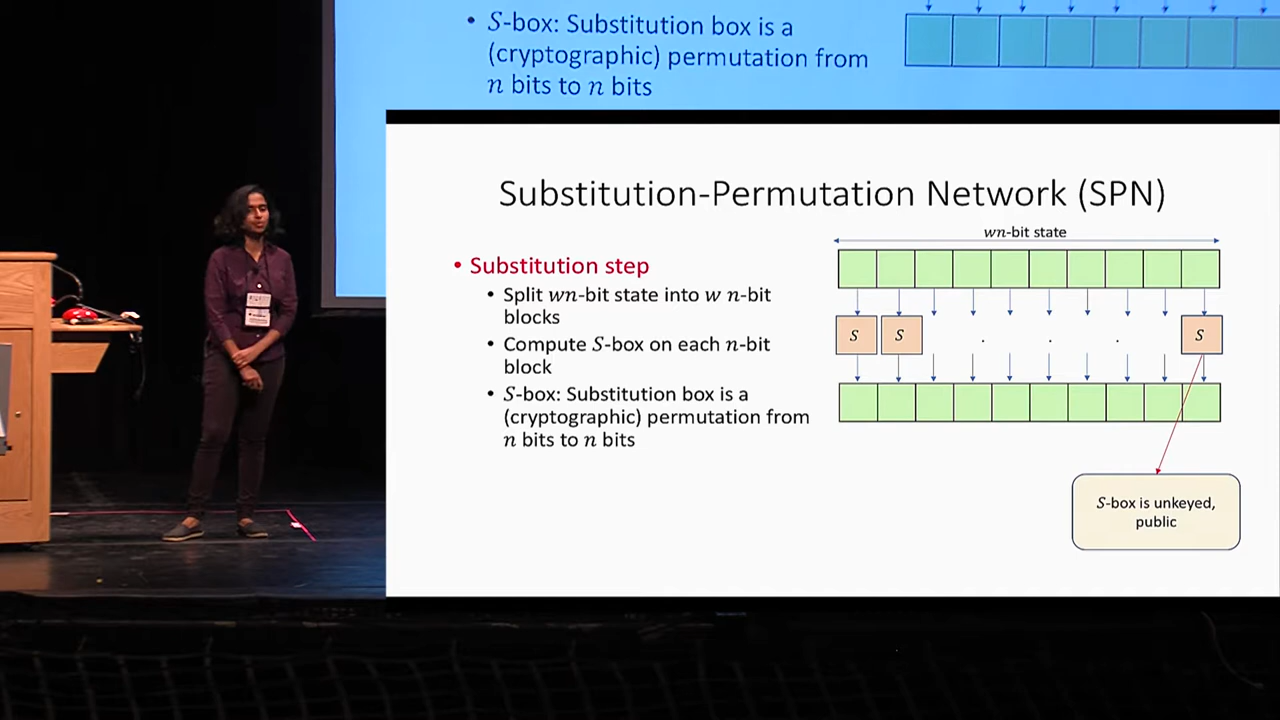 • S-box: Substitution box is a
(cryptographic) permutation from
n bits to n bits
Substitution-Permutation Network (SPN)
wn-bit state
• Substitution step
• Split wn-bit state into w n-bit
blocks
• Compute S-box on each n-bit
block
• S-box: Substitution box is a
(cryptographic) permutation from
n bits to n bits
S S . . . S
S-box is unkeyed,
public